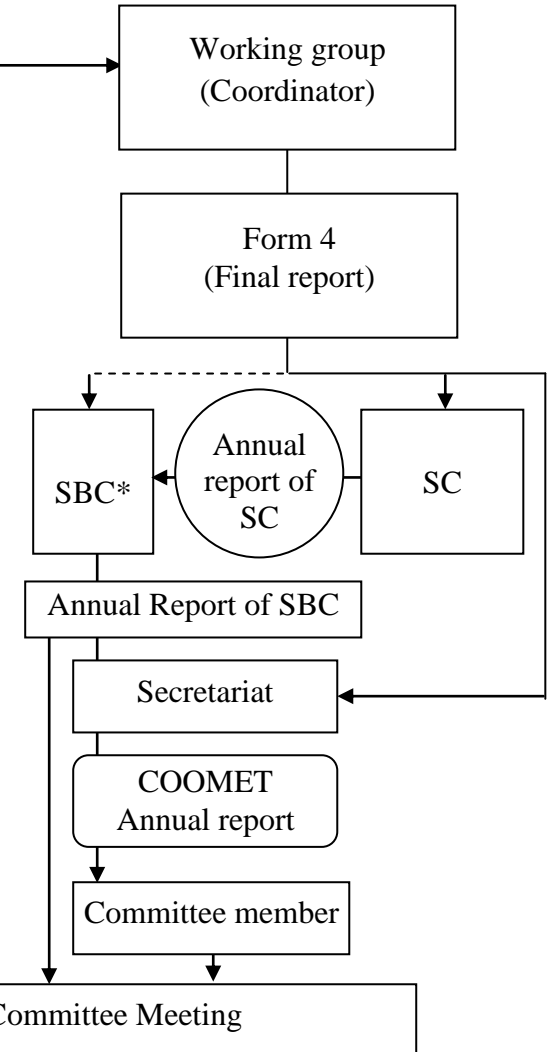 Working group
(Coordinator)
Form 4
(Final report)
SBC*
Annual
report of
SC
SC
Annual Report of SBC
Secretariat
COOMET
Annual report
Committee member
Committee Meeting